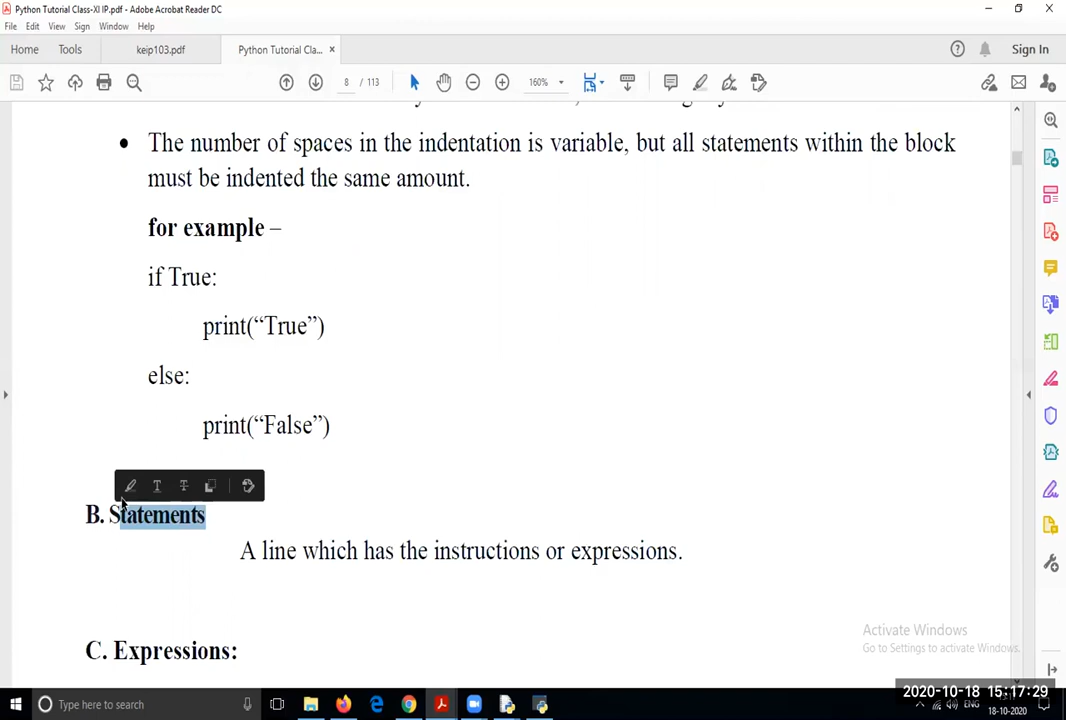 Python Tutorial Class-XI IP.pdf - Adobe Acrobat Reader DC
File Edit View Sign Window Help
Home Tools keip103.pdf Python Tutorial Cla... × Sign In
8 / 113 160%
• The number of spaces in the indentation is variable, but all statements within the block
must be indented the same amount.
for example –
if True:
print(“True”)
else:
print(“False”)
B. Statements
A line which has the instructions or expressions.
C. Expressions:
Activate Windows
Go to Settings to activate Windows.
2020-10-18 15:17:29
Type here to search
ENG
18-10-2020